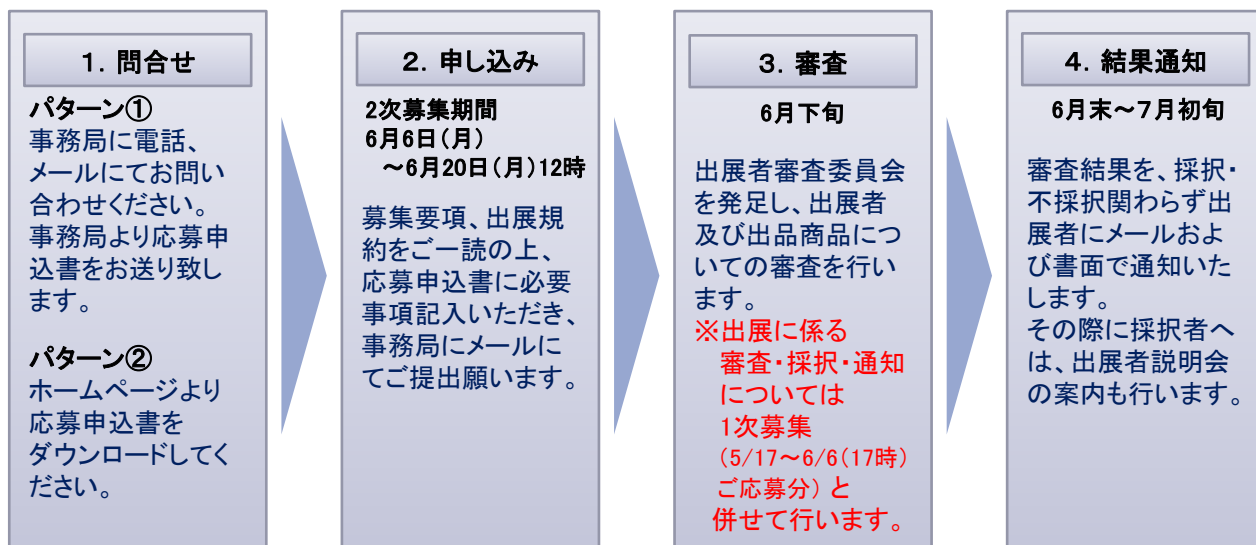 1．問合せ
パターン①
事務局に電話、
メールにてお問い
合わせください。
事務局より応募申
込書をお送り致し
ます。
パターン②
ホームページより
応募申込書を
ダウンロードしてく
ださい。
2．申し込み
2次募集期間
6月6日（月）
～6月20日（月）12時
募集要項、出展規
約をご一読の上、
応募申込書に必要
事項記入いただき、
事務局にメールに
てご提出願います。
3．審査
6月下旬
出展者審査委員会
を発足し、出展者
及び出品商品につ
いての審査を行い
ます。
※出展に係る
審査・採択・通知
については
1次募集
（5/17～6/6（17時）
ご応募分）と
併せて行います。
4．結果通知
6月末～7月初旬
審査結果を、採択・
不採択関わらず出
展者にメールおよ
び書面で通知いた
します。
その際に採択者へ
は、出展者説明会
の案内も行います。